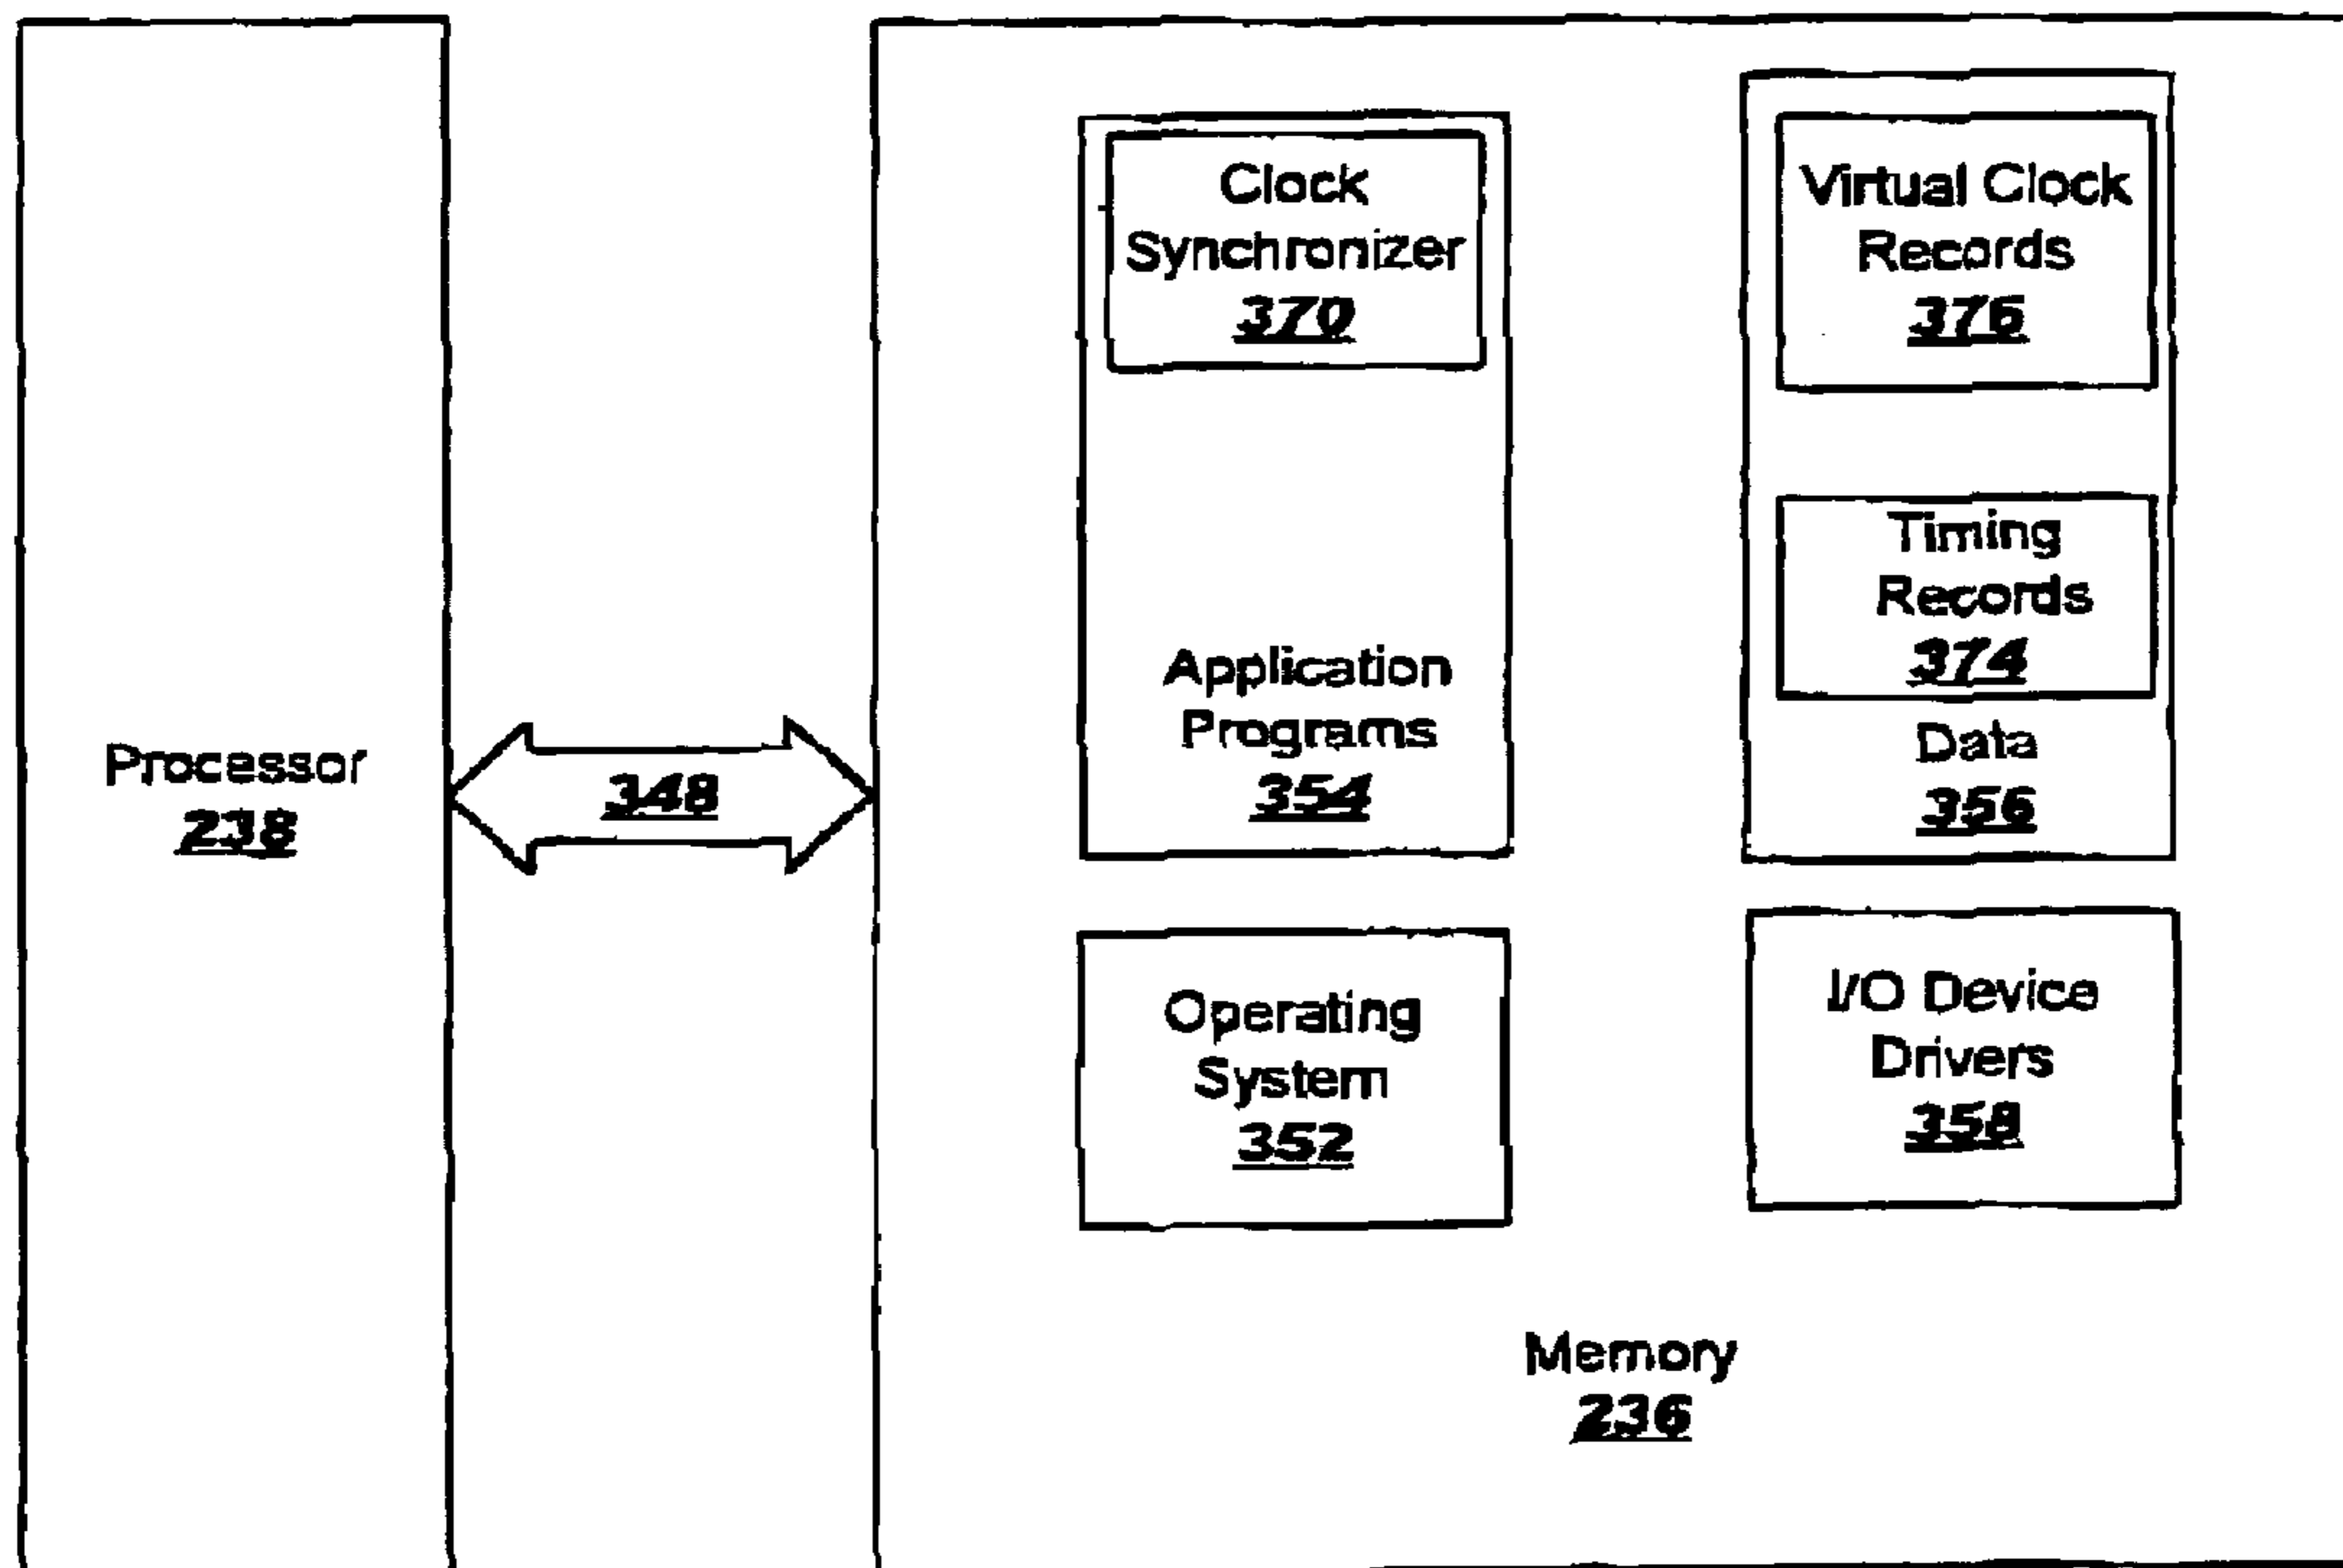 Processor
238
348
Clock
Synchronizer
370
Application
Programs
354
Virtual Clock
Records
376
Timing
Records
374
Data
356
Operating
System
352
I/O Device
Drivers
358
Memory
236